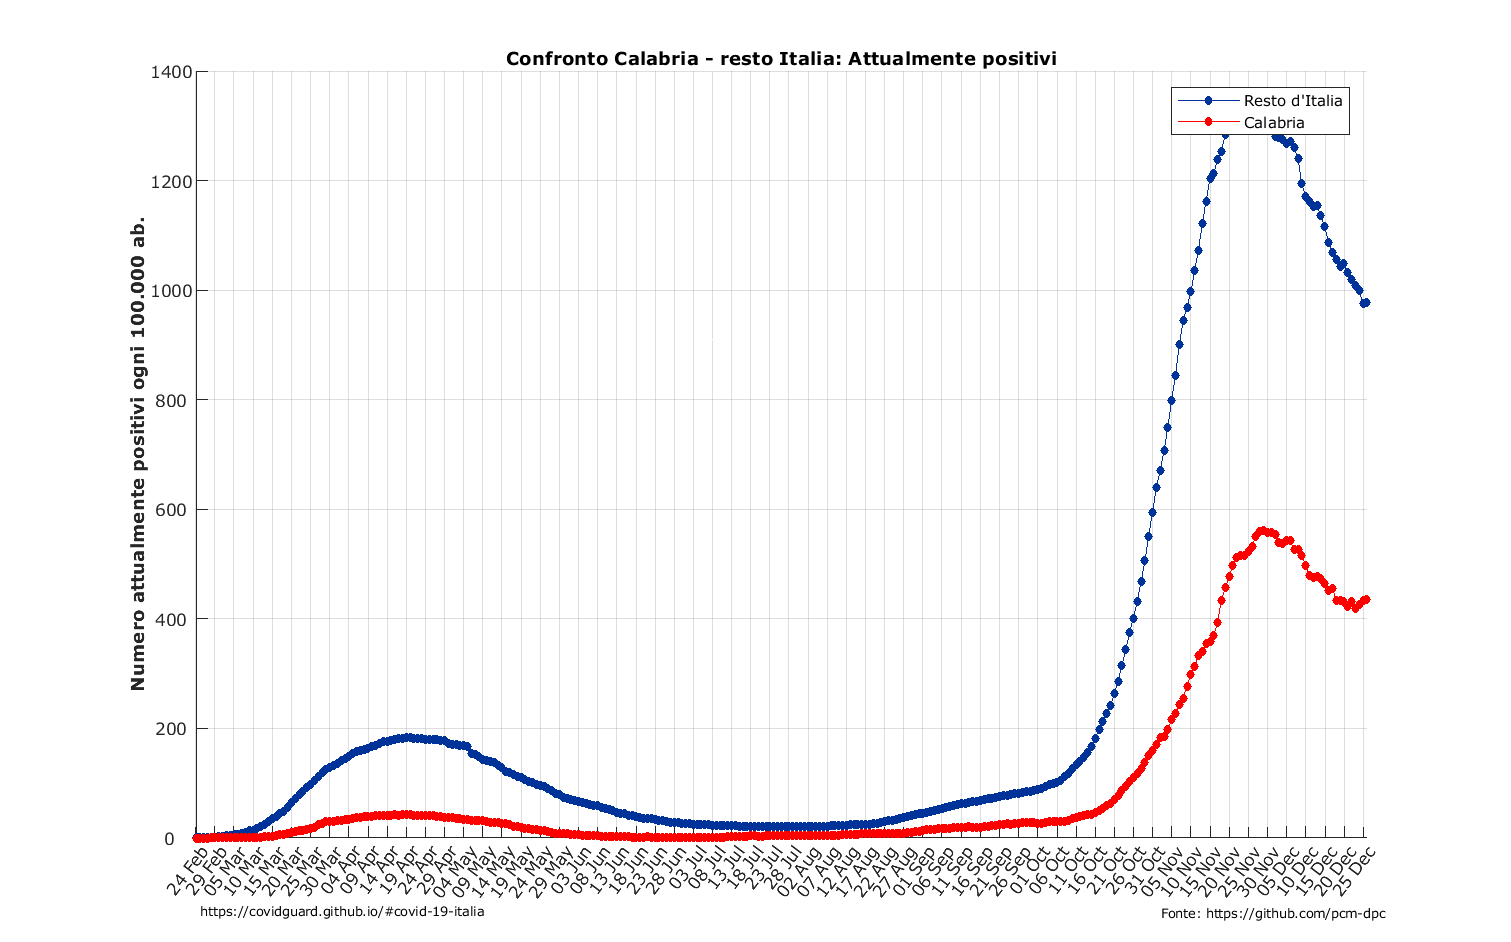 Confronto Calabria - resto Italia: Attualmente positivi
Numero attualmente positivi ogni 100.000 ab.
1400
1200
1000
800
600
400
200
0
Resto d'Italia
Calabria
24 Feb
29 Feb
05 Mar
10 Mar
15 Mar
20 Mar
25 Mar
30 Mar
04 Apr
09 Apr
14 Apr
19 Apr
24 Apr
29 Apr
04 May
09 May
14 May
19 May
24 May
29 May
03 Jun
08 Jun
13 Jun
18 Jun
23 Jun
28 Jun
03 Jul
08 Jul
13 Jul
18 Jul
23 Jul
28 Jul
02 Aug
07 Aug
12 Aug
17 Aug
22 Aug
27 Aug
01 Sep
06 Sep
11 Sep
16 Sep
21 Sep
26 Sep
01 Oct
06 Oct
11 Oct
16 Oct
21 Oct
26 Oct
31 Oct
05 Nov
10 Nov
15 Nov
20 Nov
25 Nov
30 Nov
05 Dec
10 Dec
15 Dec
20 Dec
25 Dec
https://covidguard.github.io/#covid-19-italia
Fonte: https://github.com/pcm-dpc